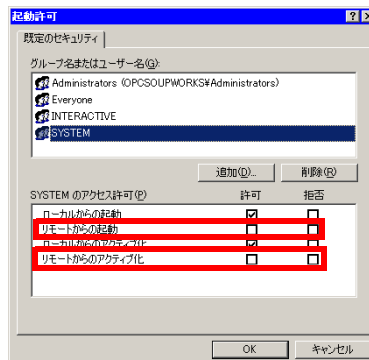 起動許可
既定のセキュリティ
グループ名またはユーザー名(G):
Administrators (OPCSOUPWORKS¥Administrators)
Everyone
INTERACTIVE
SYSTEM
追加(D)... 削除(R)
SYSTEM のアクセス許可(P) 許可 拒否
ローカルからの起動
リモートからの起動
ローカルからのアクティブ化
リモートからのアクティブ化
OK キャンセル